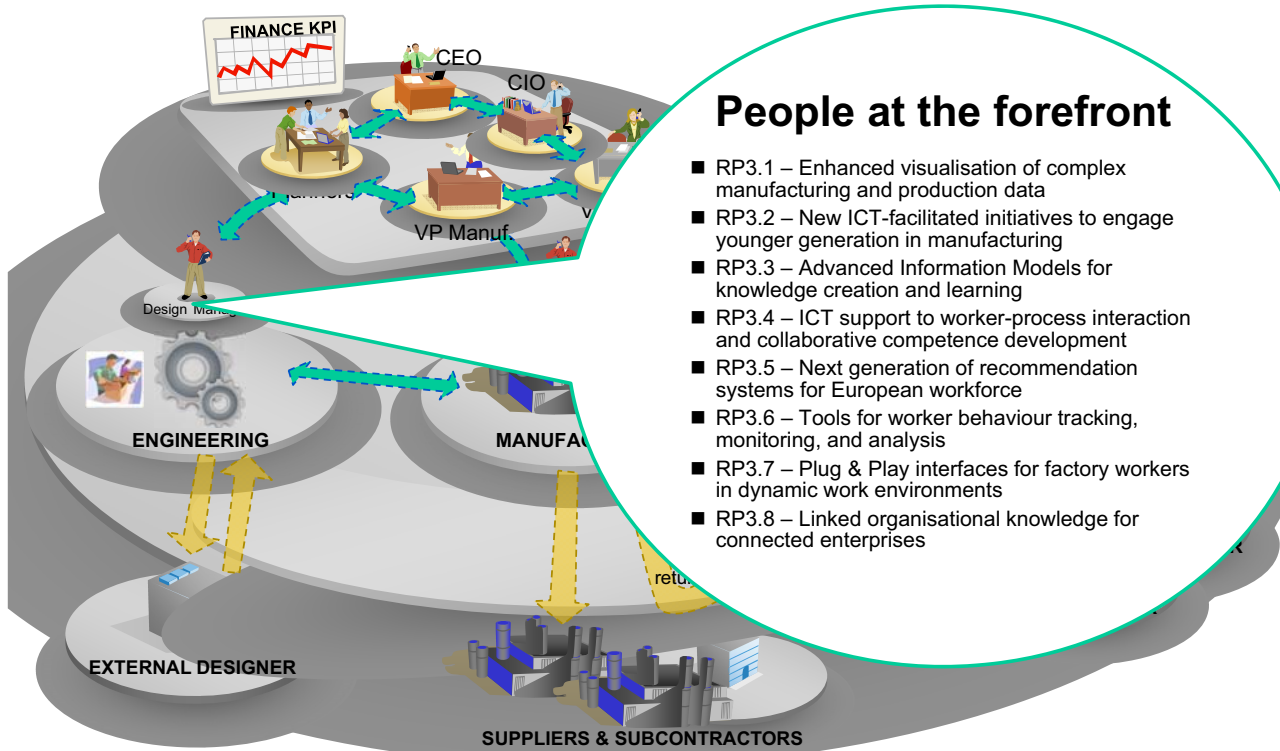 FINANCE KPI
CEO
CIO
VP Manuf.
Design Manag
ENGINEERING
MANUFAC
retu
EXTERNAL DESIGNER
SUPPLIERS & SUBCONTRACTORS
People at the forefront
■ RP3.1 – Enhanced visualisation of complex
manufacturing and production data
■ RP3.2 – New ICT-facilitated initiatives to engage
younger generation in manufacturing
■ RP3.3 – Advanced Information Models for
knowledge creation and learning
■ RP3.4 – ICT support to worker-process interaction
and collaborative competence development
■ RP3.5 – Next generation of recommendation
systems for European workforce
■ RP3.6 – Tools for worker behaviour tracking,
monitoring, and analysis
■ RP3.7 – Plug & Play interfaces for factory workers
in dynamic work environments
■ RP3.8 – Linked organisational knowledge for
connected enterprises